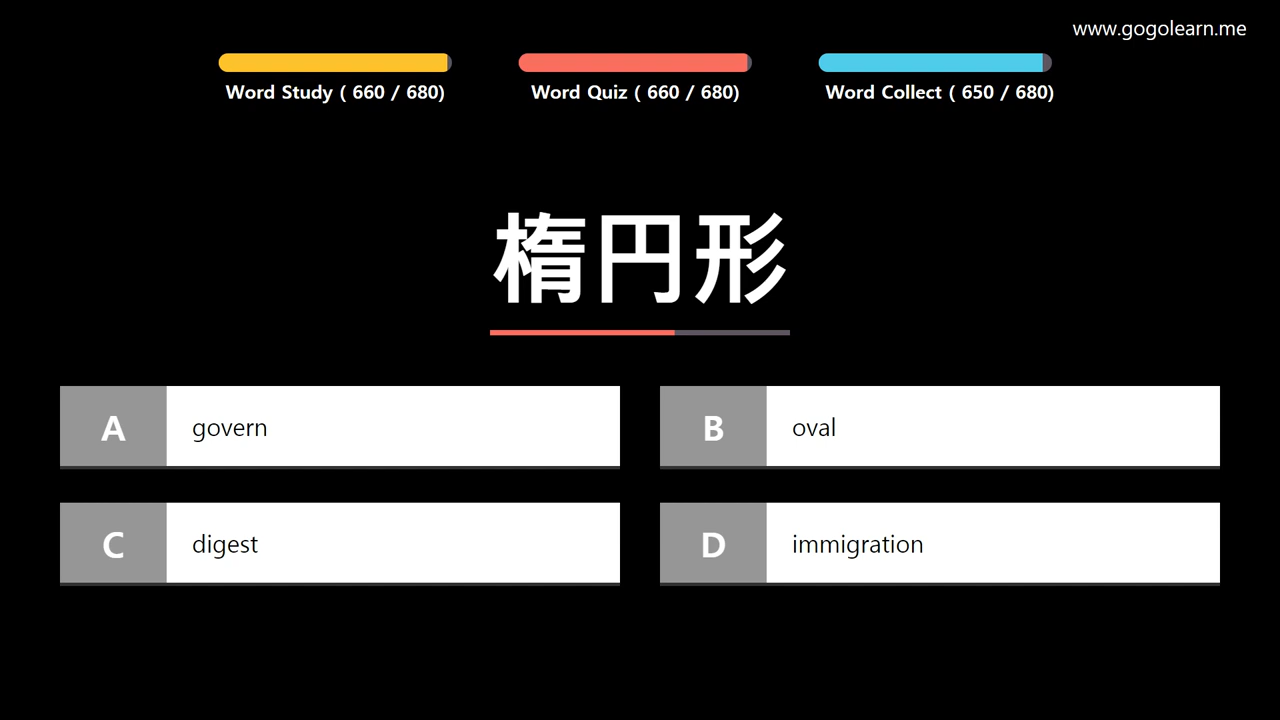 www.gogolearn.me
Word Study ( 660 / 680)
Word Quiz ( 660 / 680)
Word Collect ( 650 / 680)
楕円形
A govern
B oval
C digest
D immigration